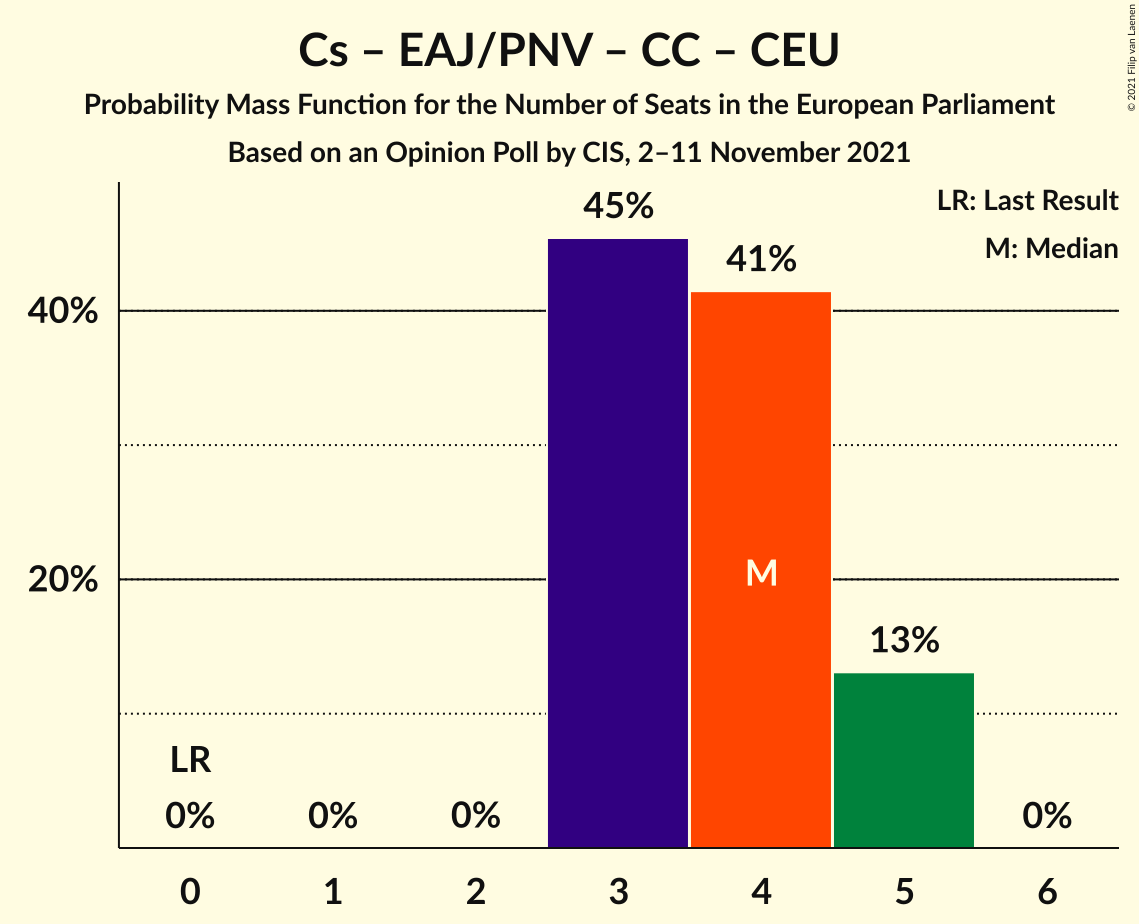 Cs – EAJ/PNV – CC – CEU
Probability Mass Function for the Number of Seats in the European Parliament
Based on an Opinion Poll by CIS, 2–11 November 2021
© 2021 Filip van Laenen
LR: Last Result
M: Median
45%
41%
40%
20%
M
13%
LR
0%
0%
0%
0%
0
1
2
3
4
5
6